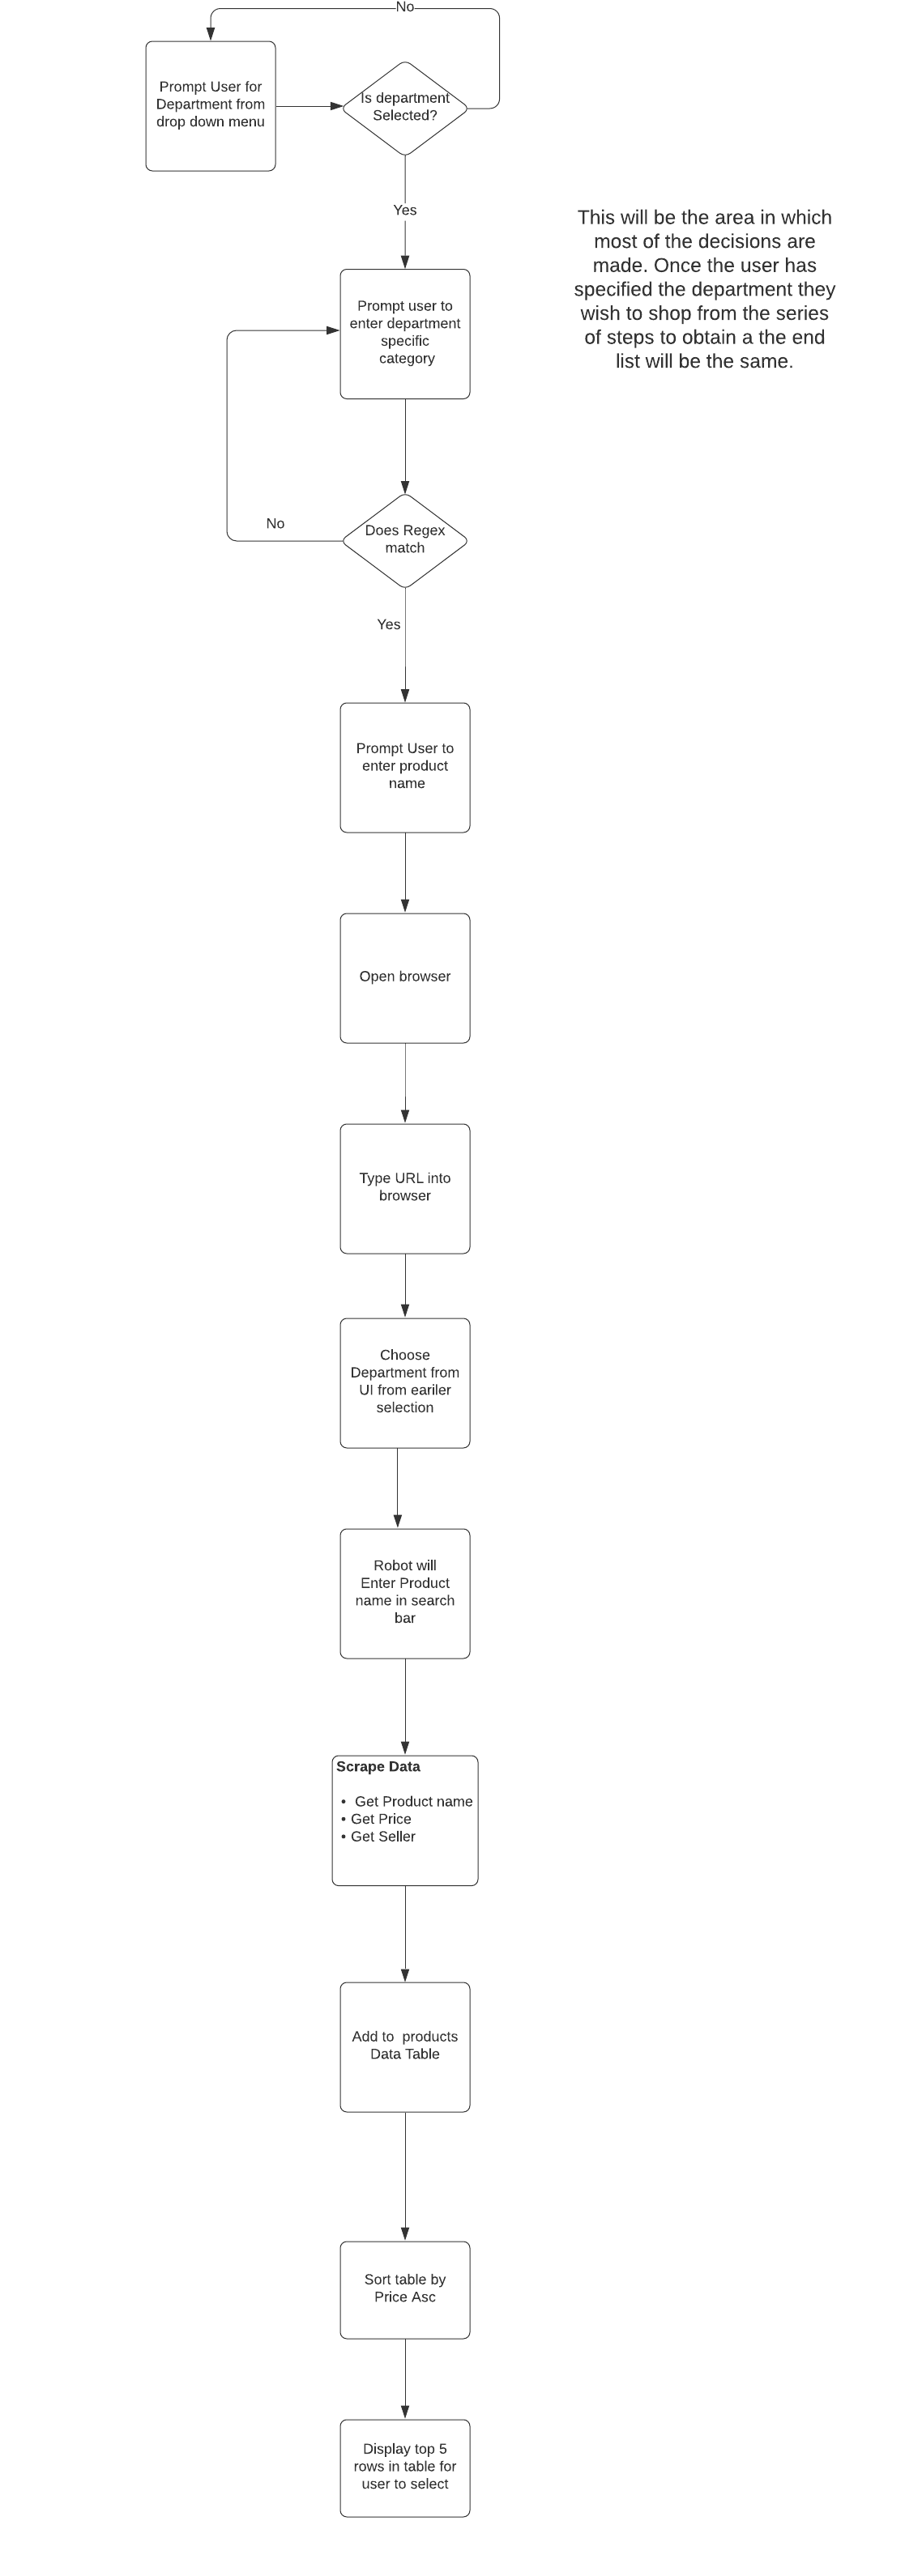 No
Prompt User for
Department from
drop down menu
Is department
Selected?
Yes
This will be the area in which
most of the decisions are
made. Once the user has
specified the department they
wish to shop from the series
of steps to obtain a the end
list will be the same.
Prompt user to
enter department
specific
category
No
Does Regex
match
Yes
Prompt User to
enter product
name
Open browser
Type URL into
browser
Choose
Department from
UI from eariler
selection
Robot will
Enter Product
name in search
bar
Scrape Data
• Get Product name
• Get Price
• Get Seller
Add to products
Data Table
Sort table by
Price Asc
Display top 5
rows in table for
user to select